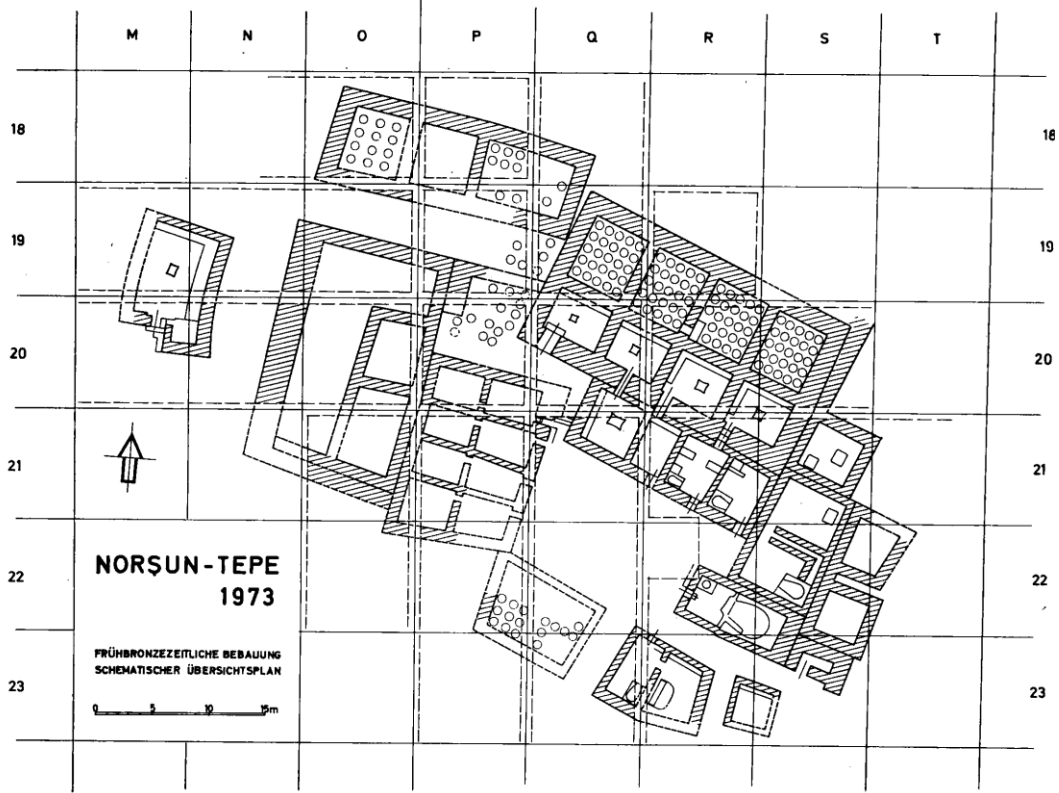 M N O P Q R S T
18 18
19 19
20 20
21 21
22 22
23 23
NORŞUN-TEPE
1973
FRÜHBRONZEZEITLICHE BEBAUUNG
SCHEMATISCHER ÜBERSICHTSPLAN
0 5 10 15m